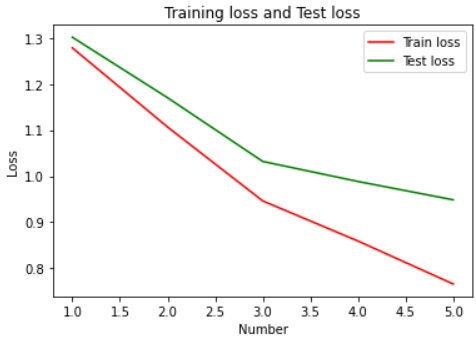 Training loss and Test loss
Train loss
Test loss
Loss
1.3
1.2
1.1
1.0
0.9
0.8
1.0 1.5 2.0 2.5 3.0 3.5 4.0 4.5 5.0
Number